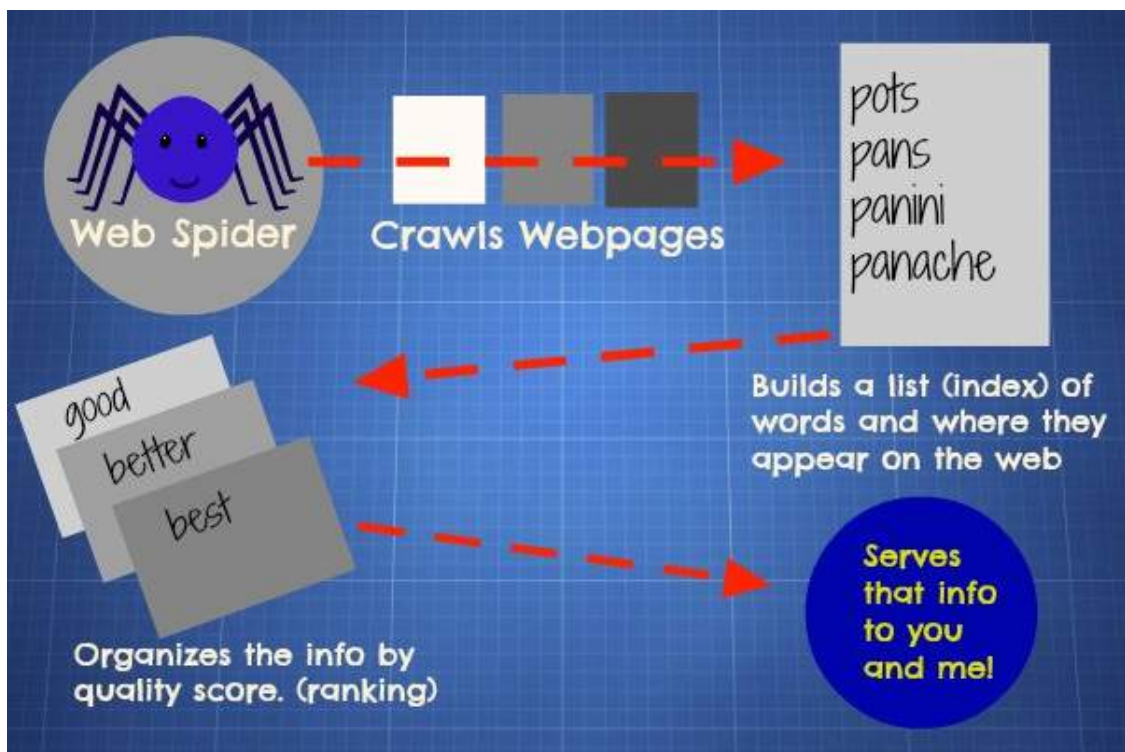 Web Spider
Crawls Webpages
pots
pans
panini
panache
Builds a list (index) of
words and where they
appear on the web
good
better
best
Organizes the info by
quality score. (ranking)
Serves
that info
to you
and me!